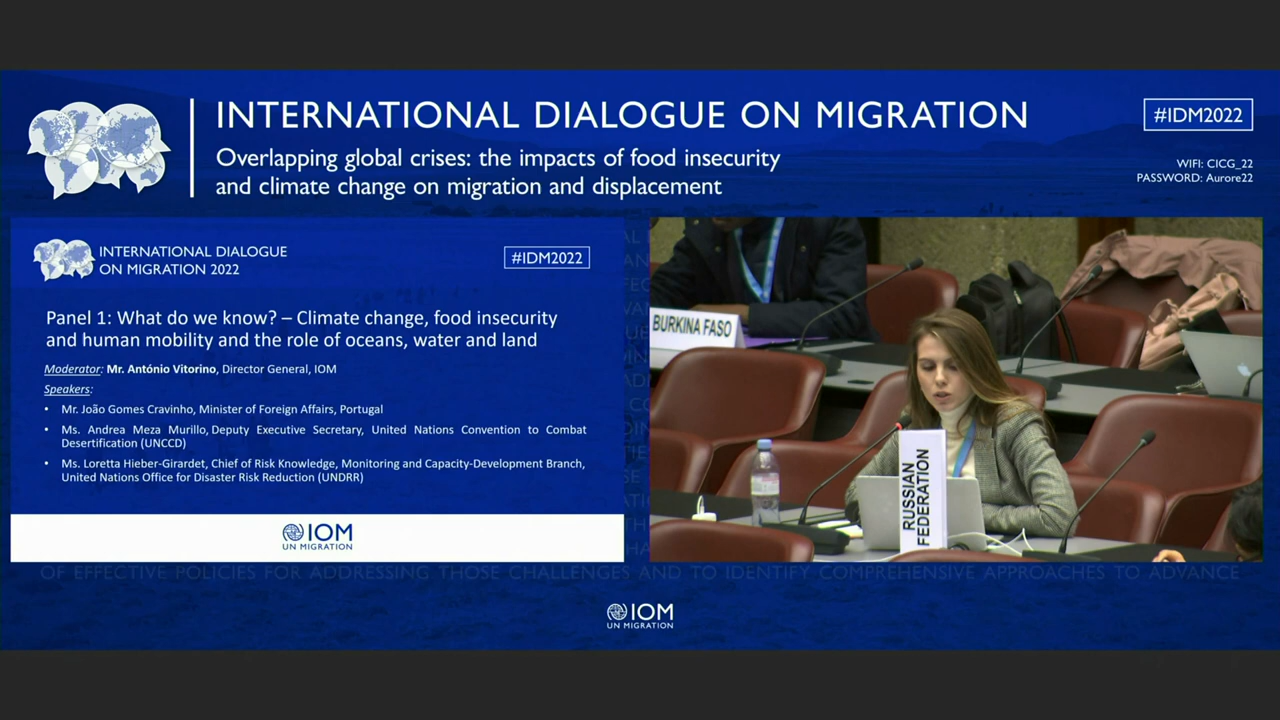 INTERNATIONAL DIALOGUE ON MIGRATION
Overlapping global crises: the impacts of food insecurity
and climate change on migration and displacement
#IDM2022
WIFI: CICG_22
PASSWORD: Aurore22
INTERNATIONAL DIALOGUE
ON MIGRATION 2022
#IDM2022
Panel 1: What do we know? – Climate change, food insecurity
and human mobility and the role of oceans, water and land
Moderator: Mr. António Vitorino, Director General, IOM
Speakers:
• Mr. João Gomes Cravinho, Minister of Foreign Affairs, Portugal
• Ms. Andrea Meza Murillo, Deputy Executive Secretary, United Nations Convention to Combat
Desertification (UNCCD)
• Ms. Loretta Hieber-Girardet, Chief of Risk Knowledge, Monitoring and Capacity-Development Branch,
United Nations Office for Disaster Risk Reduction (UNDRR)
IOM
UN MIGRATION
BURKINA FASO
RUSSIAN
FEDERATION
OF EFFECTIVE POLICIES FOR ADDRESSING THOSE CHALLENGES AND TO IDENTIFY COMPREHENSIVE APPROACHES TO ADVANCE
IOM
UN MIGRATION